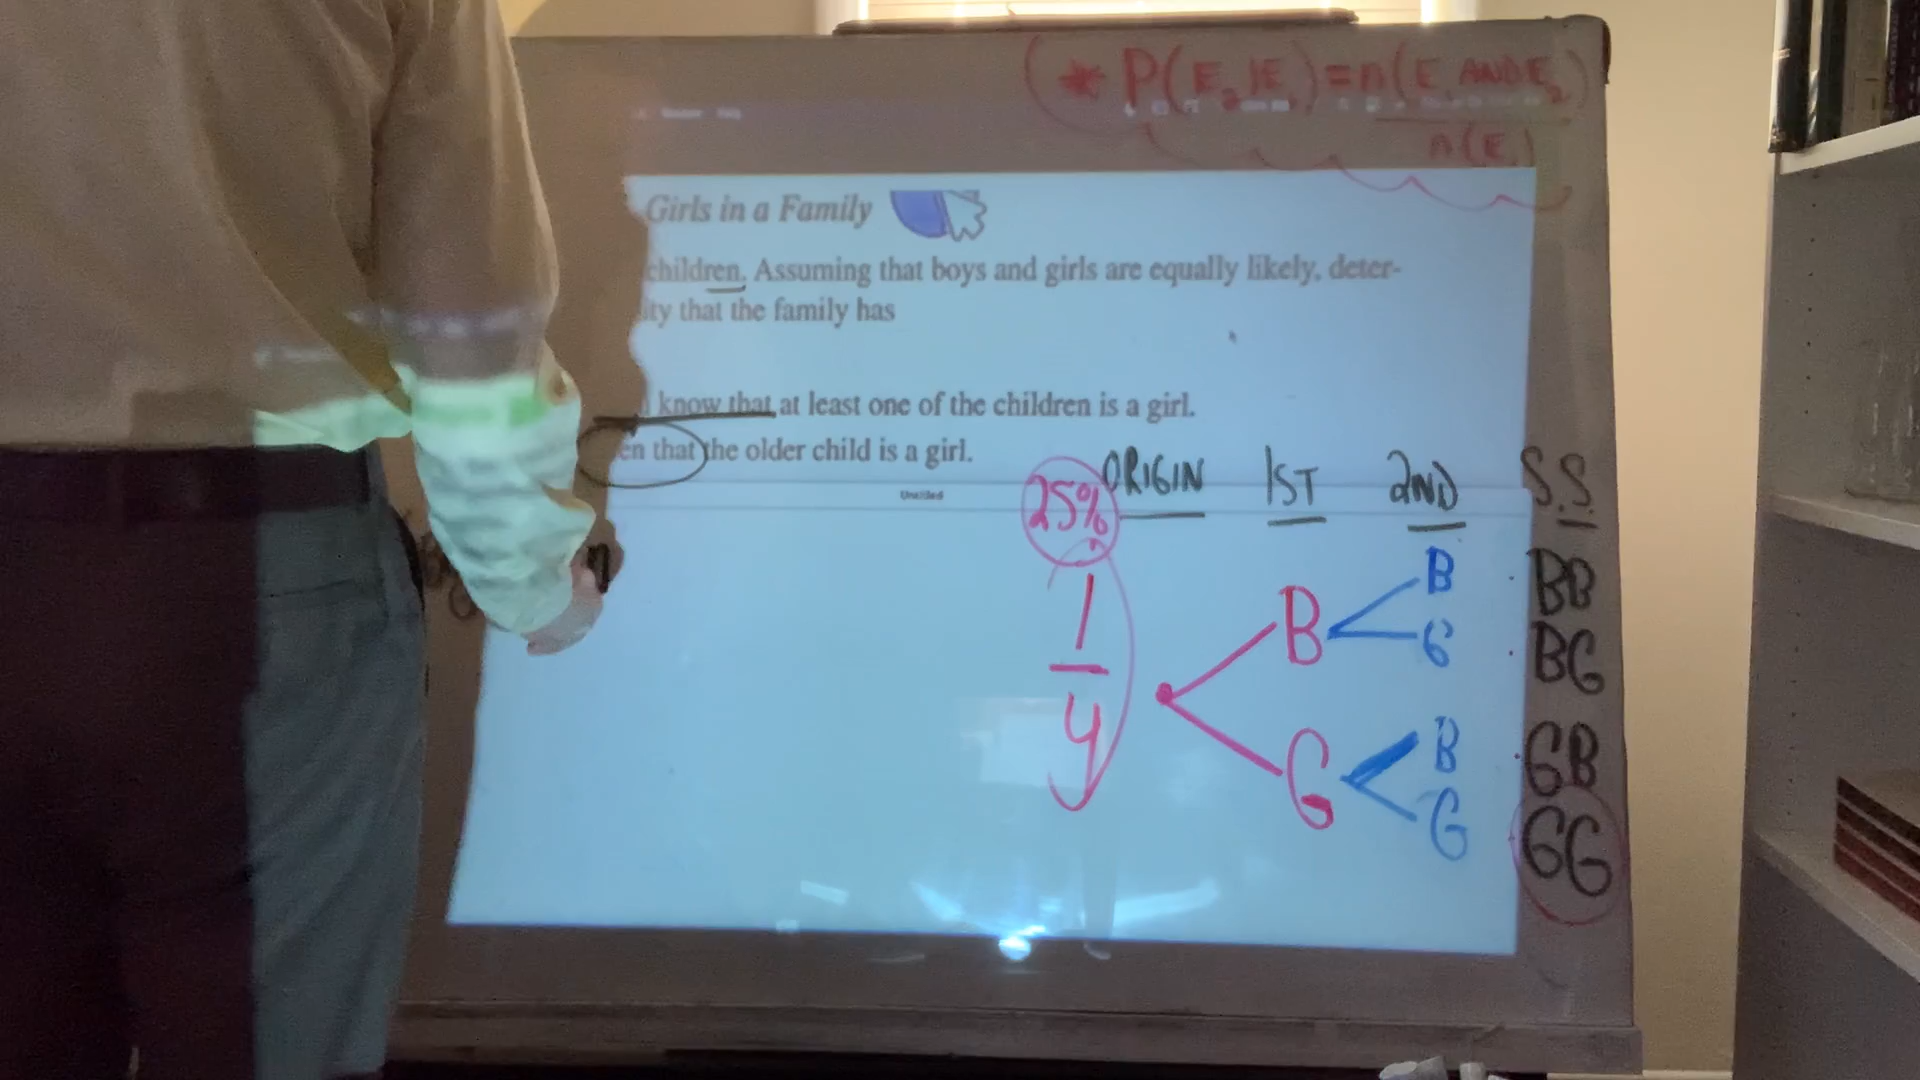 * P(E₂|E₁) = n(E₁ AND E₂)
n(E₁)
Girls in a Family
children. Assuming that boys and girls are equally likely, deter-
ity that the family has
know that at least one of the children is a girl.
en that the older child is a girl.
Untitled
ORIGIN 1ST 2ND S.S.
25%
1
4
B
G
B
G
B
G
BB
BG
GB
GG